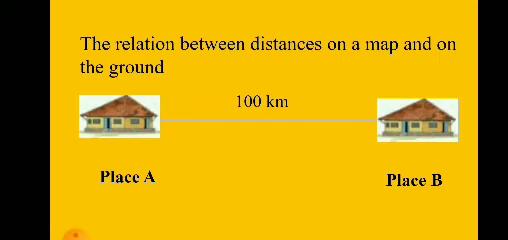 The relation between distances on a map and on
the ground
100 km
Place A
Place B